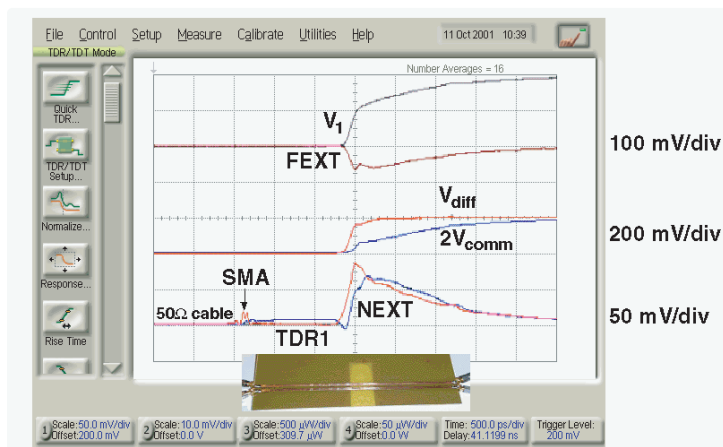 File Control Setup Measure Calibrate Utilities Help 11 Oct 2001 10:39
TDR/TDT Mode
Number Averages = 16
Quick
TDR...
TDR/TDT
Setup...
Normalize...
Response...
Rise Time
V1
FEXT
100 mV/div
Vdiff
2Vcomm
200 mV/div
SMA
50Ω cable
NEXT
TDR1
50 mV/div
1 Scale:50.0 mV/div
Offset:200.0 mV
2 Scale:10.0 mV/div
Offset:0.0 V
3 Scale:500 µW/div
Offset:309.7 µW
4 Scale:50 µW/div
Offset:0.0 W
Time:500.0 ps/div
Delay:41.1199 ns
Trigger Level:
200 mV